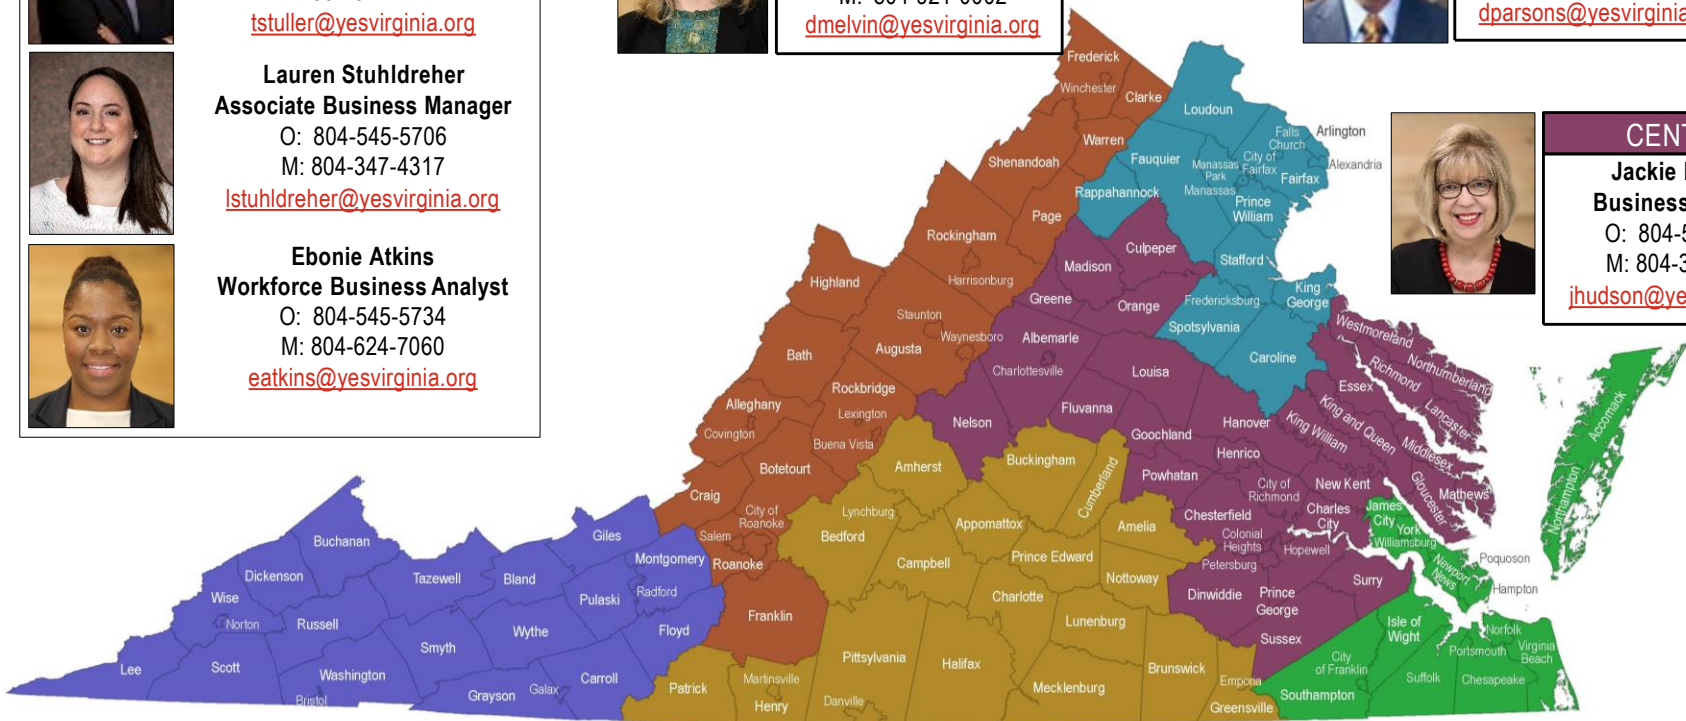 tstuller@yesvirginia.org
Lauren Stuhldreher
Associate Business Manager
O: 804-545-5706
M: 804-347-4317
lstuhldreher@yesvirginia.org
Ebonie Atkins
Workforce Business Analyst
O: 804-545-5734
M: 804-624-7060
eatkins@yesvirginia.org
dmelvin@yesvirginia.org
dparsons@yesvirginia
CENT
Jackie
Business
O: 804-5
M: 804-3
jhudson@ye
Frederick
Winchester
Clarke
Loudoun
Warren
Falls
Church
Arlington
Shenandoah
Fauquier
Manassas
Park
City of
Fairfax
Alexandria
Fairfax
Rappahannock
Manassas
Prince
William
Page
Rockingham
Culpeper
Madison
Stafford
Highland
Harrisonburg
Greene
Orange
Fredericksburg
King
George
Staunton
Waynesboro
Albemarle
Spotsylvania
Westmoreland
Augusta
Bath
Charlottesville
Louisa
Caroline
Richmond
Northumberland
Rockbridge
Essex
Lancaster
Alleghany
Lexington
Nelson
Fluvanna
Hanover
King and Queen
King William
Accomack
Covington
Buena Vista
Goochland
Middlesex
Botetourt
Amherst
Buckingham
Cumberland
Henrico
Powhatan
Craig
City of
Richmond
New Kent
Gloucester
Mathews
Northampton
City of
Roanoke
Lynchburg
Appomattox
Chesterfield
Charles
City
James
City
York
Salem
Bedford
Amelia
Colonial
Heights
Hopewell
Williamsburg
Buchanan
Giles
Montgomery
Roanoke
Campbell
Prince Edward
Petersburg
Newport
News
Poquoson
Dickenson
Tazewell
Bland
Nottoway
Surry
Hampton
Wise
Pulaski
Radford
Charlotte
Dinwiddie
Prince
George
Norton
Russell
Wythe
Floyd
Franklin
Lunenburg
Sussex
Isle of
Wight
Norfolk
Lee
Scott
Smyth
Pittsylvania
Halifax
Brunswick
City
of Franklin
Portsmouth
Virginia
Beach
Washington
Carroll
Patrick
Martinsville
Mecklenburg
Emporia
Southampton
Suffolk
Chesapeake
Bristol
Grayson
Galax
Henry
Danville
Greensville